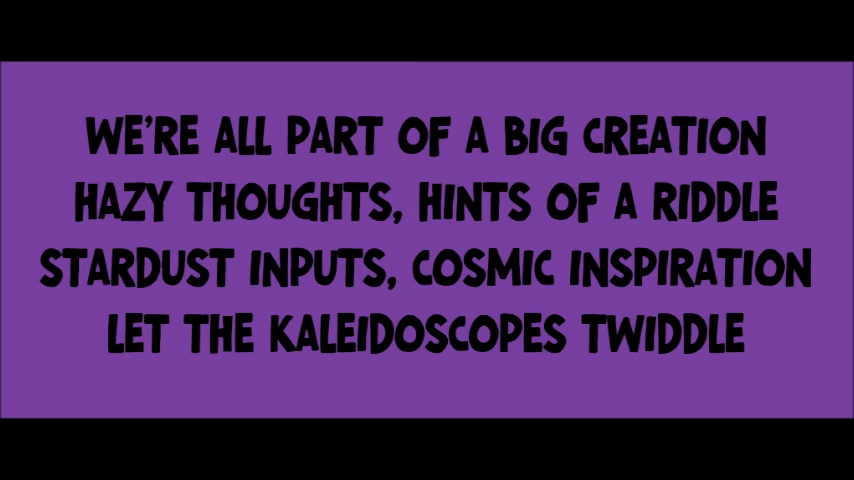 WE'RE ALL PART OF A BIG CREATION
HAZY THOUGHTS, HINTS OF A RIDDLE
STARDUST INPUTS, COSMIC INSPIRATION
LET THE KALEIDOSCOPES TWIDDLE